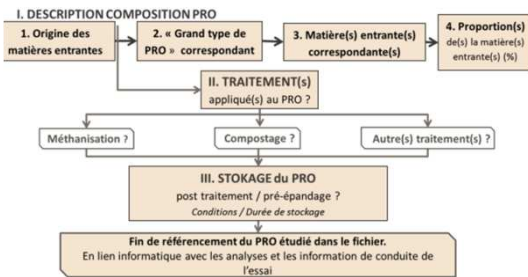 I. DESCRIPTION COMPOSITION PRO
1. Origine des
matières entrantes
2. « Grand type de
PRO » correspondant
3. Matière(s) entrante(s)
correspondante(s)
4. Proportion(s)
de(s) la matière(s)
entrante(s) (%)
II. TRAITEMENT(s)
appliqué(s) au PRO ?
Méthanisation ?
Compostage ?
Autre(s) traitement(s) ?
III. STOKAGE du PRO
post traitement / pré-épandage ?
Conditions / Durée de stockage
Fin de référencement du PRO étudié dans le fichier.
En lien informatique avec les analyses et les information de conduite de
l'essai